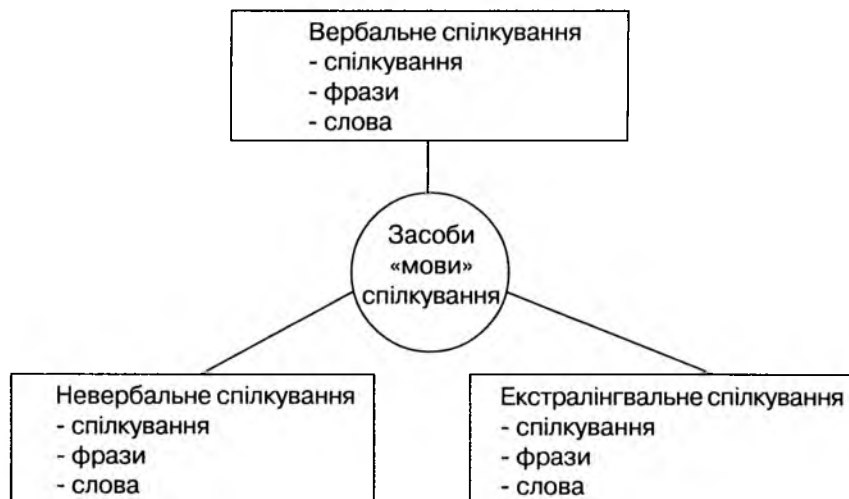 Вербальне спілкування
- спілкування
- фрази
- слова
Засоби
«мови»
спілкування
Невербальне спілкування
- спілкування
- фрази
- слова
Екстралінгвальне спілкування
- спілкування
- фрази
- слова